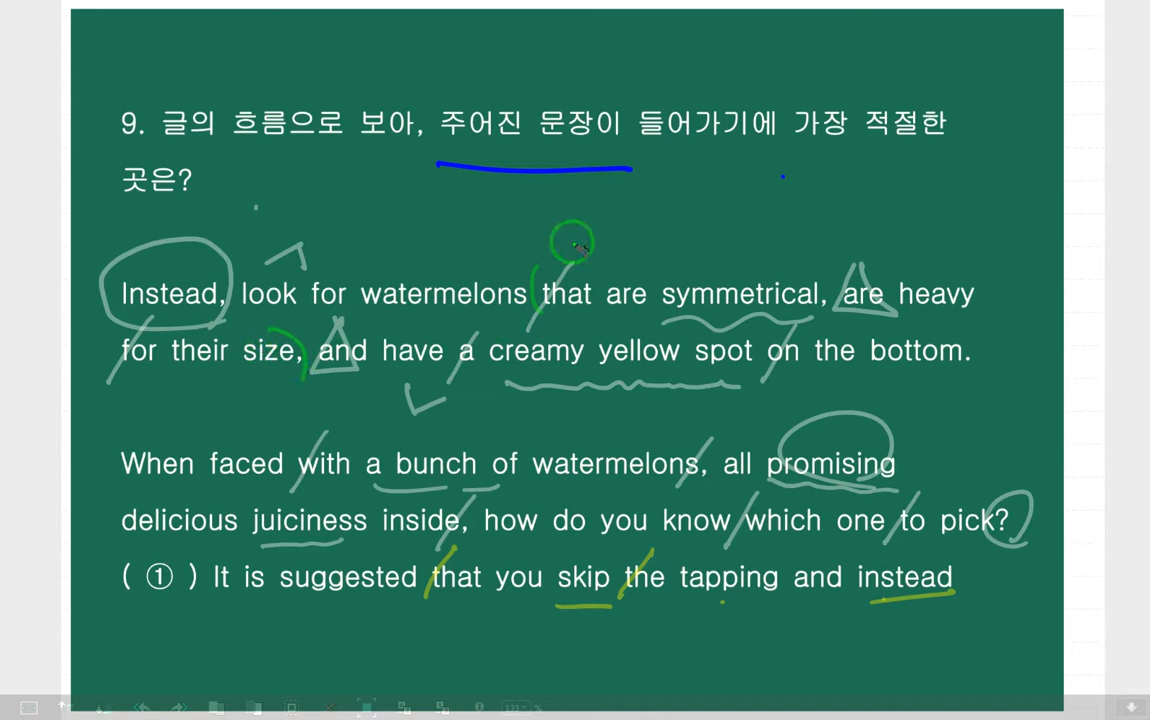 9. 글의 흐름으로 보아, 주어진 문장이 들어가기에 가장 적절한
곳은?
Instead, look for watermelons that are symmetrical, are heavy
for their size, and have a creamy yellow spot on the bottom.
When faced with a bunch of watermelons, all promising
delicious juiciness inside, how do you know which one to pick?
( ① ) It is suggested that you skip the tapping and instead
133 %